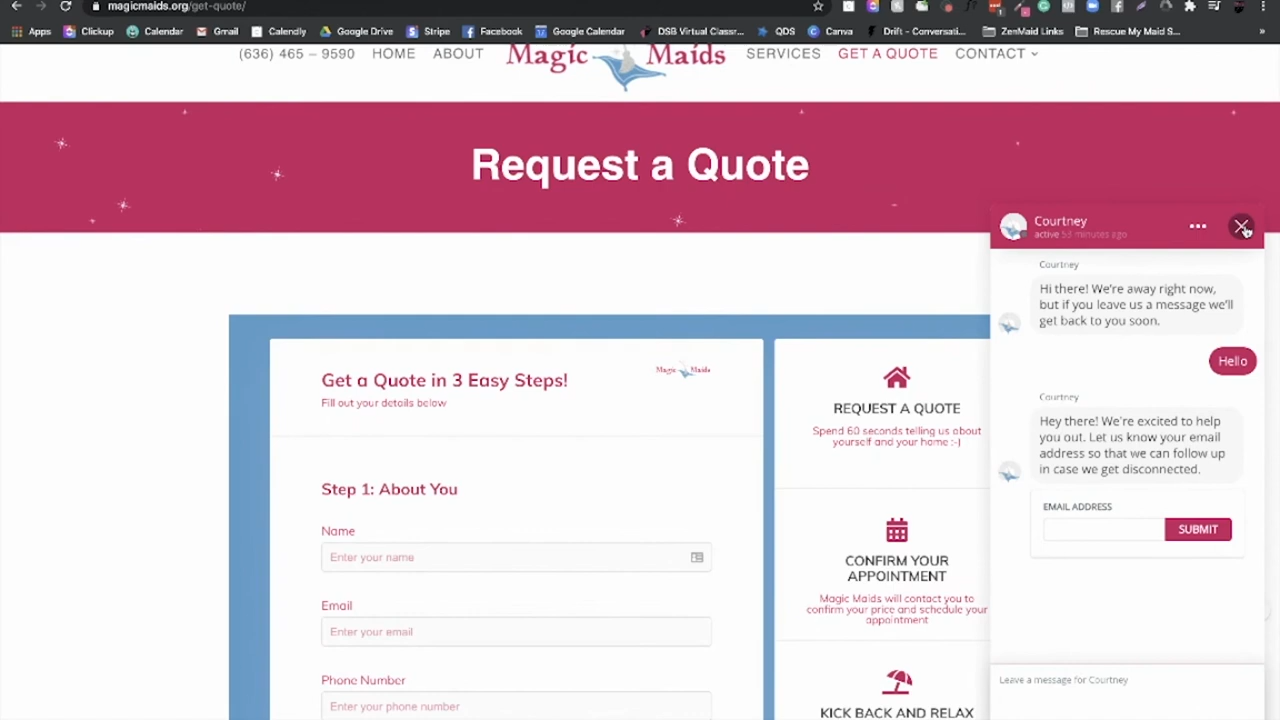 magicmaids.org/get-quote/
Apps Clickup Calendar Gmail Calendly Google Drive Stripe Facebook Google Calendar DSB Virtual Classr... QDS Canva Drift - Conversati... ZenMaid Links Rescue My Maid S... »
(636) 465 – 9590 HOME ABOUT Magic Maids SERVICES GET A QUOTE CONTACT
Request a Quote
Get a Quote in 3 Easy Steps!
Fill out your details below
Magic Maids
Step 1: About You
Name
Enter your name
Email
Enter your email
Phone Number
Enter your phone number
REQUEST A QUOTE
Spend 60 seconds telling us about
yourself and your home :-)
CONFIRM YOUR
APPOINTMENT
Magic Maids will contact you to
confirm your price and schedule your
appointment
KICK BACK AND RELAX
Courtney
active 53 minutes ago
Courtney
Hi there! We're away right now,
but if you leave us a message we'll
get back to you soon.
Hello
Courtney
Hey there! We're excited to help
you out. Let us know your email
address so that we can follow up
in case we get disconnected.
EMAIL ADDRESS
SUBMIT
Leave a message for Courtney